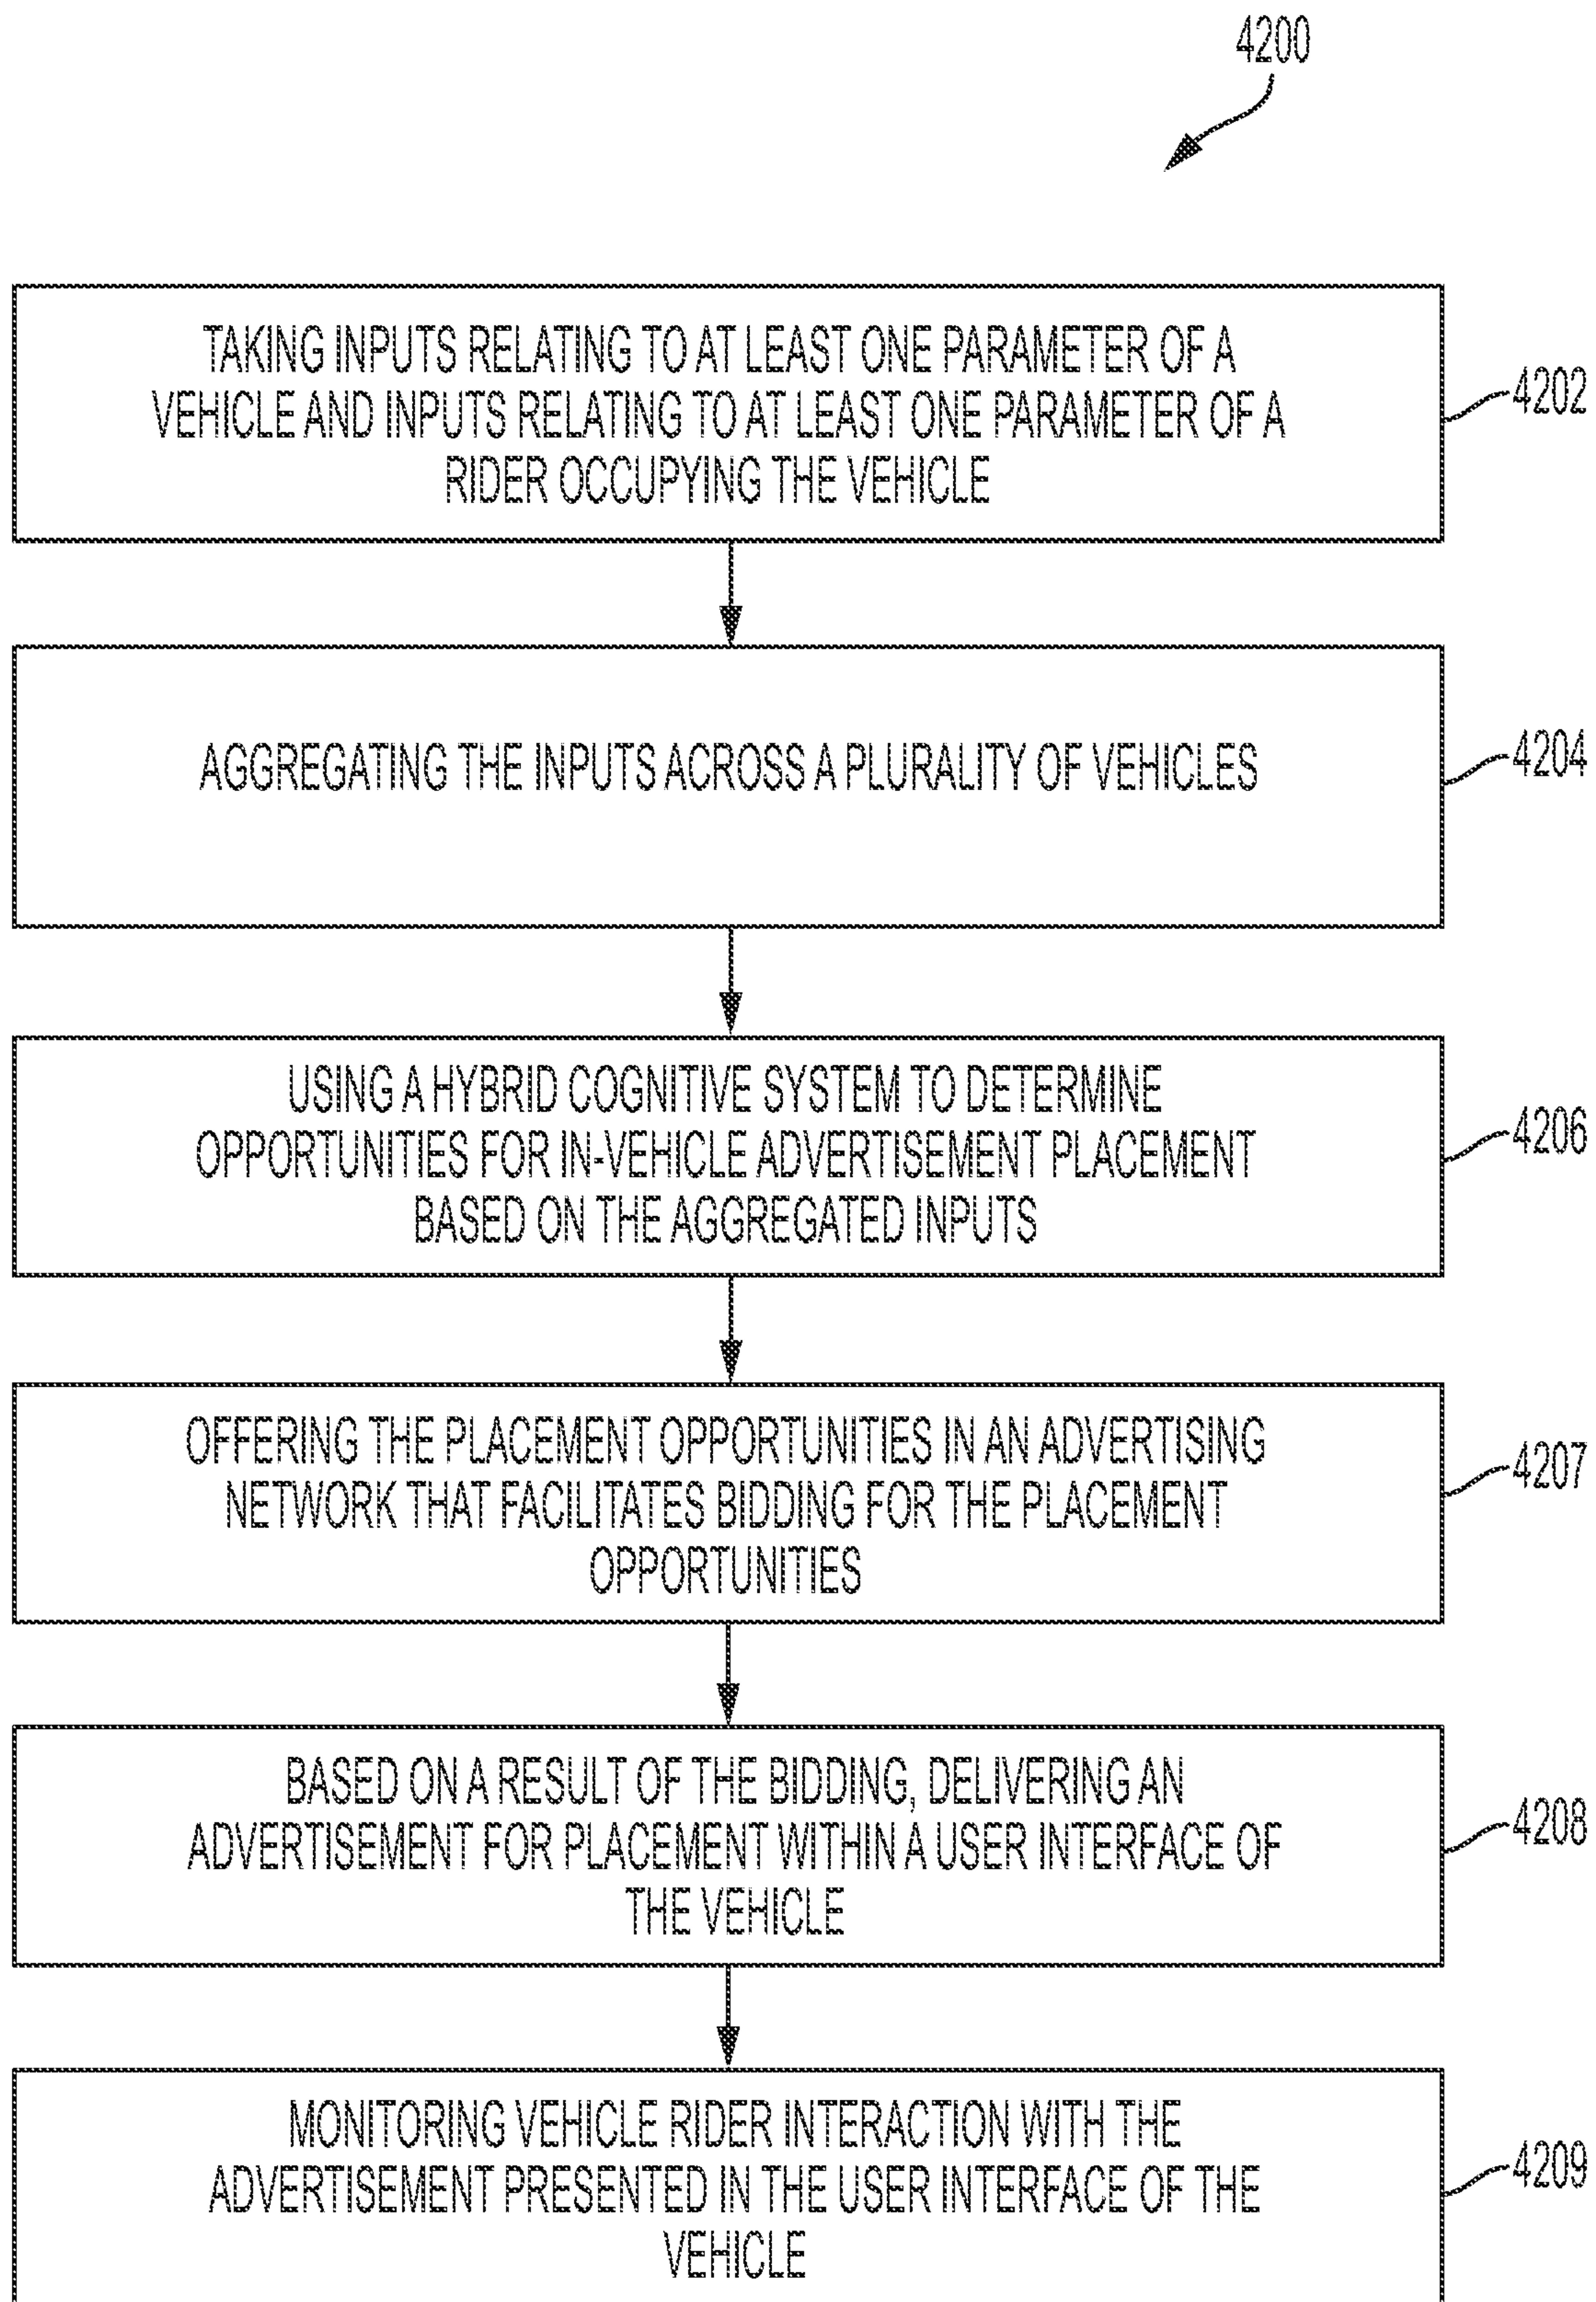 4200
TAKING INPUTS RELATING TO AT LEAST ONE PARAMETER OF A
VEHICLE AND INPUTS RELATING TO AT LEAST ONE PARAMETER OF A
RIDER OCCUPYING THE VEHICLE
4202
AGGREGATING THE INPUTS ACROSS A PLURALITY OF VEHICLES
4204
USING A HYBRID COGNITIVE SYSTEM TO DETERMINE
OPPORTUNITIES FOR IN-VEHICLE ADVERTISEMENT PLACEMENT
BASED ON THE AGGREGATED INPUTS
4206
OFFERING THE PLACEMENT OPPORTUNITIES IN AN ADVERTISING
NETWORK THAT FACILITATES BIDDING FOR THE PLACEMENT
OPPORTUNITIES
4207
BASED ON A RESULT OF THE BIDDING, DELIVERING AN
ADVERTISEMENT FOR PLACEMENT WITHIN A USER INTERFACE OF
THE VEHICLE
4208
MONITORING VEHICLE RIDER INTERACTION WITH THE
ADVERTISEMENT PRESENTED IN THE USER INTERFACE OF THE
VEHICLE
4209